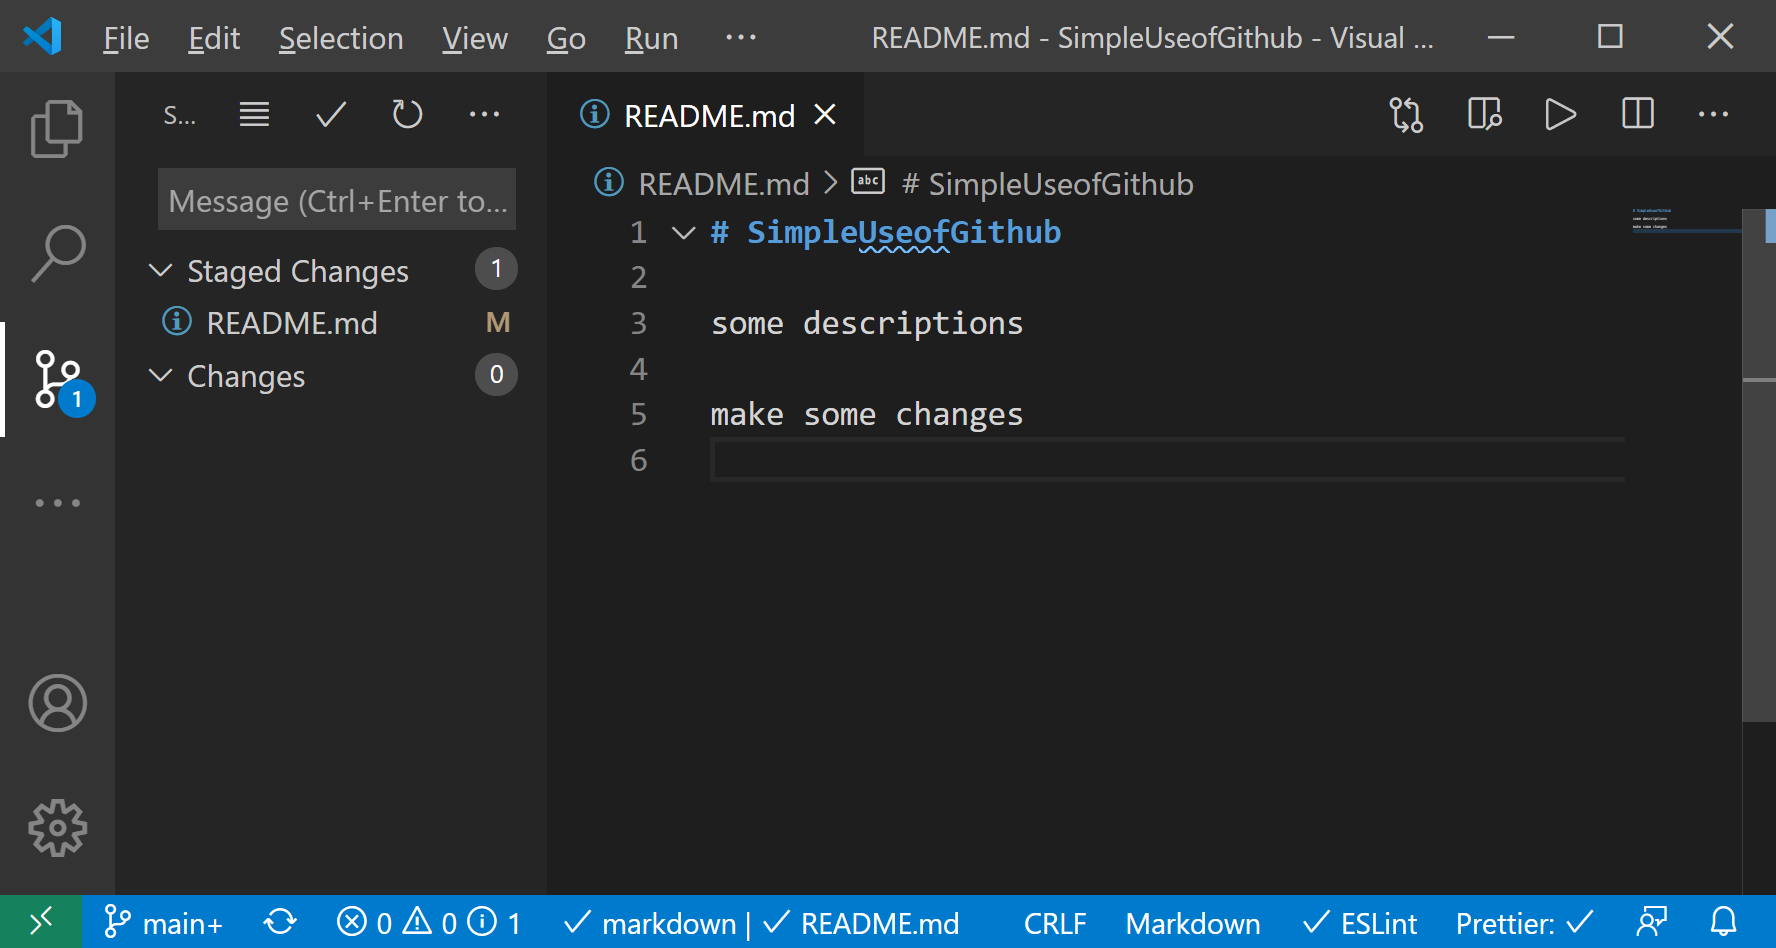 File Edit Selection View Go Run ··· README.md - SimpleUseofGithub - Visual ...
S...
README.md
Message (Ctrl+Enter to...
README.md > abc # SimpleUseofGithub
1 # SimpleUseofGithub
Staged Changes 1
2
README.md M
3 some descriptions
Changes 0
4
1
5 make some changes
6
main+ 0 0 1 markdown | README.md CRLF Markdown ESLint Prettier: